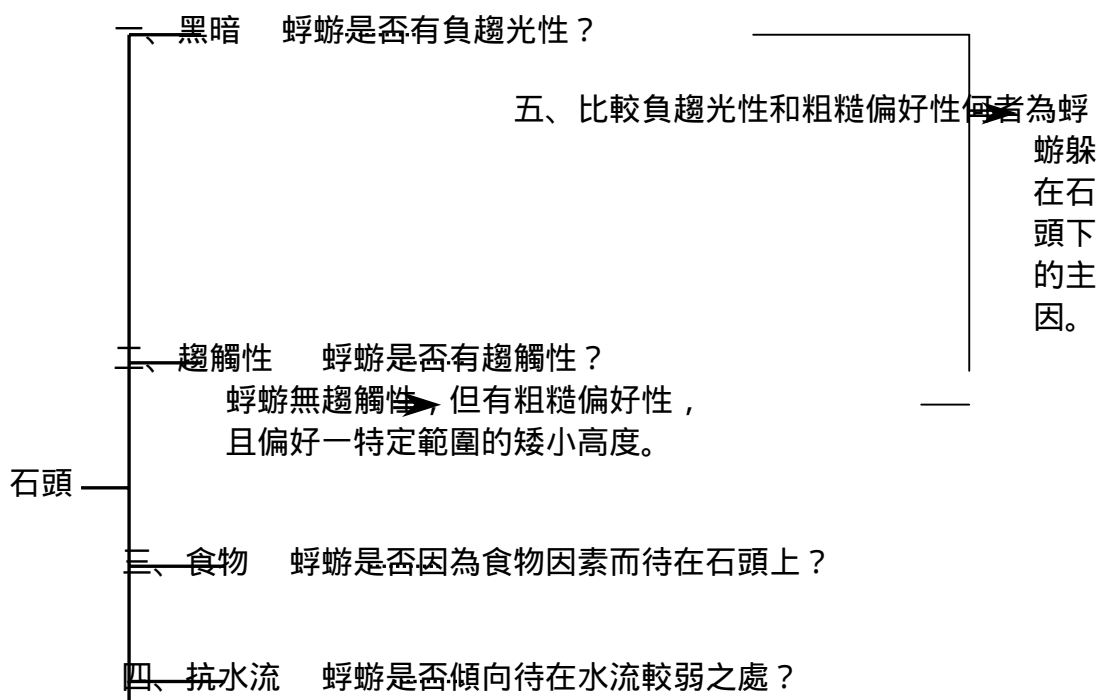 一、黑暗 蜉蝣是否有負趨光性？
五、比較負趨光性和粗糙偏好性何者為蜉
蝣躲
在石
頭下
的主
因。
二、趨觸性 蜉蝣是否有趨觸性？
蜉蝣無趨觸性，但有粗糙偏好性，
且偏好一特定範圍的矮小高度。
石頭
三、食物 蜉蝣是否因為食物因素而待在石頭上？
四、抗水流 蜉蝣是否傾向待在水流較弱之處？